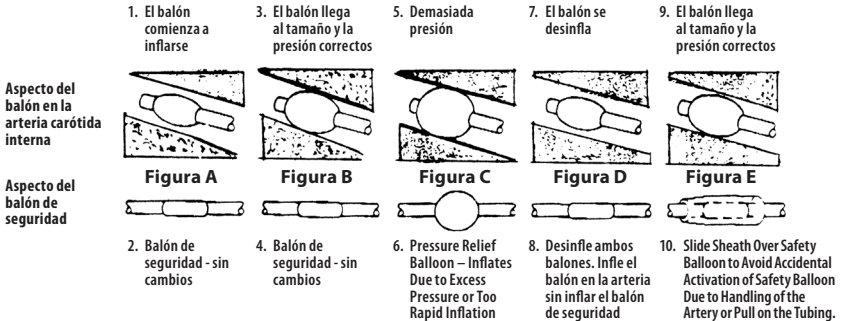 1. El balón
comienza a
inflarse
3. El balón llega
al tamaño y la
presión correctos
5. Demasiada
presión
7. El balón se
desinfla
9. El balón llega
al tamaño y la
presión correctos
Aspecto del
balón en la
arteria carótida
interna
Figura A
Figura B
Figura C
Figura D
Figura E
Aspecto del
balón de
seguridad
2. Balón de
seguridad - sin
cambios
4. Balón de
seguridad - sin
cambios
6. Pressure Relief
Balloon – Inflates
Due to Excess
Pressure or Too
Rapid Inflation
8. Desinfle ambos
balones. Infle el
balón en la arteria
sin inflar el balón
de seguridad
10. Slide Sheath Over Safety
Balloon to Avoid Accidental
Activation of Safety Balloon
Due to Handling of the
Artery or Pull on the Tubing.